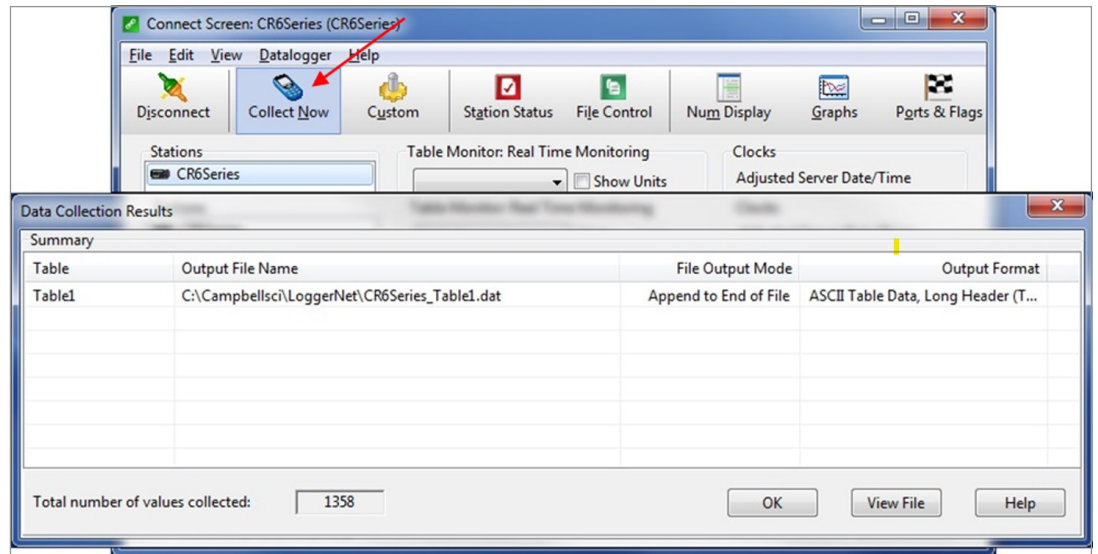 Connect Screen: CR6Series (CR6Series)
File Edit View Datalogger Help
Disconnect Collect Now Custom Station Status File Control Num Display Graphs Ports & Flags
Stations Table Monitor: Real Time Monitoring Clocks
CR6Series Show Units Adjusted Server Date/Time
Data Collection Results
Summary
Table Output File Name File Output Mode Output Format
Table1 C:\Campbellsci\LoggerNet\CR6Series_Table1.dat Append to End of File ASCII Table Data, Long Header (T...
Total number of values collected: 1358 OK View File Help